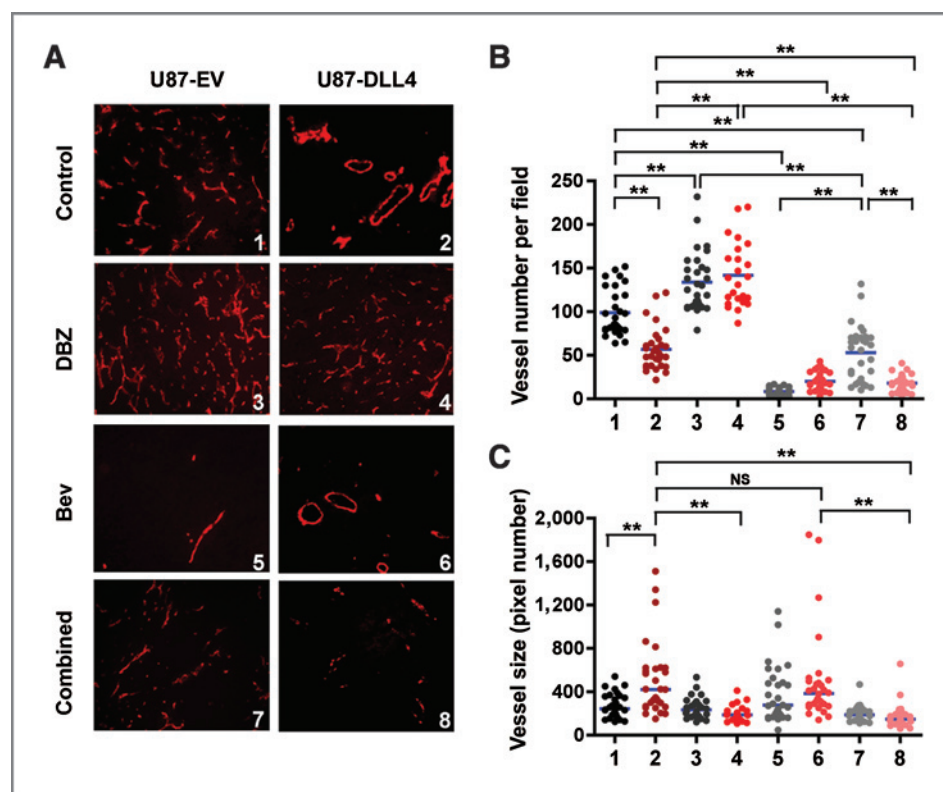 A
U87-EV
U87-DLL4
Control
1
2
DBZ
3
4
Bev
5
6
Combined
7
8
B
**
**
**
**
**
**
**
**
**
**
**
Vessel number per field
250
200
150
100
50
0
1 2 3 4 5 6 7 8
C
**
NS
**
**
**
Vessel size (pixel number)
2,000
1,600
1,200
800
400
0
1 2 3 4 5 6 7 8